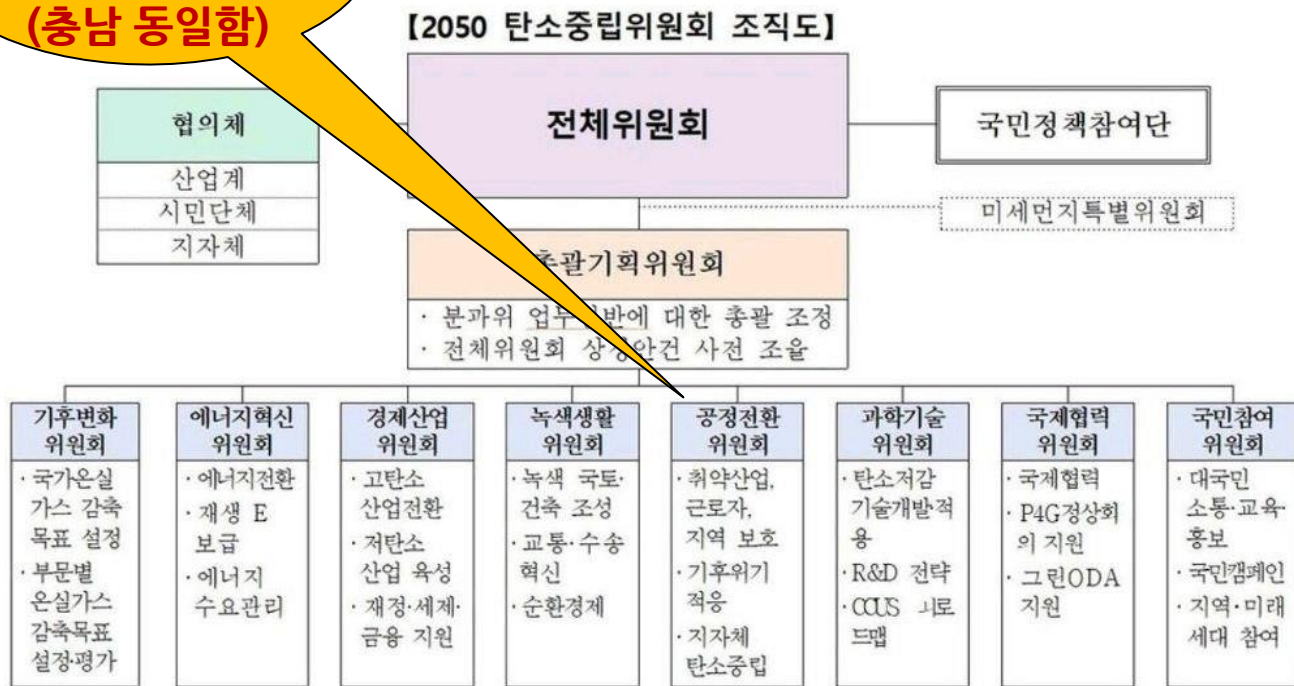 (충남 동일함)
【2050 탄소중립위원회 조직도】
협의체
산업계
시민단체
지자체
전체위원회
국민정책참여단
미세먼지특별위원회
총괄기획위원회
· 분과위 업무전반에 대한 총괄 조정
· 전체위원회 상정안건 사전 조율
기후변화
위원회
· 국가온실
가스 감축
목표 설정
· 부문별
온실가스
감축목표
설정·평가
에너지혁신
위원회
· 에너지전환
· 재생 E
보급
· 에너지
수요관리
경제산업
위원회
· 고탄소
산업전환
· 저탄소
산업 육성
· 재정·세제·
금융 지원
녹색생활
위원회
· 녹색 국토·
건축 조성
· 교통·수송
혁신
· 순환경제
공정전환
위원회
· 취약산업,
근로자,
지역 보호
· 기후위기
적응
· 지자체
탄소중립
과학기술
위원회
· 탄소저감
기술개발·적
용
· R&D 전략
· CCUS 로
드맵
국제협력
위원회
· 국제협력
· P4G정상회
의 지원
· 그린ODA
지원
국민참여
위원회
· 대국민
소통·교육·
홍보
· 국민캠페인
· 지역·미래
세대 참여